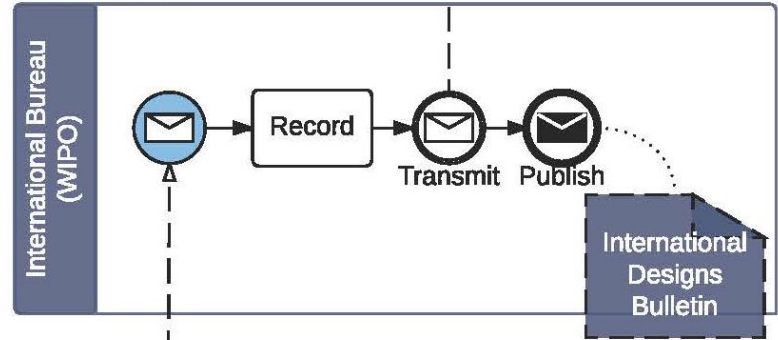 International Bureau
(WIPO)
Record
Transmit
Publish
International
Designs
Bulletin